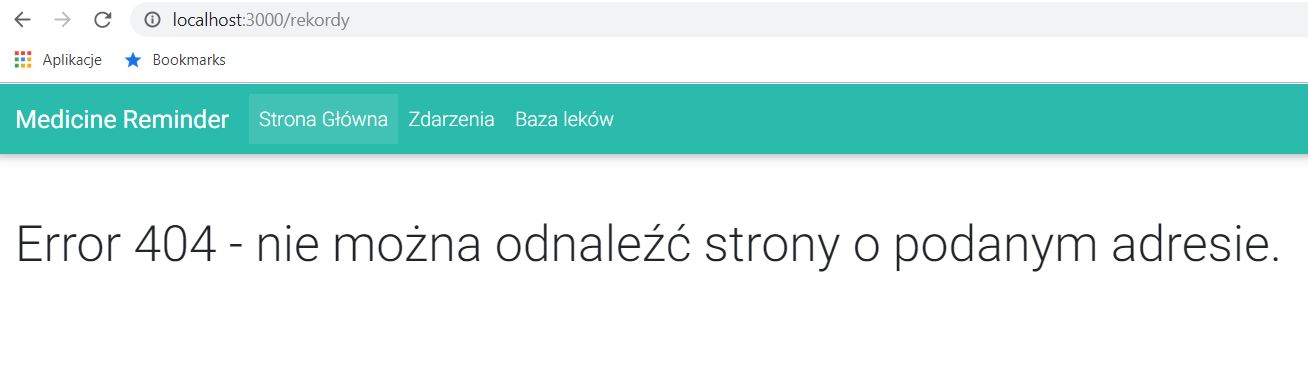 localhost:3000/rekordy
Aplikacje Bookmarks
Medicine Reminder Strona Główna Zdarzenia Baza leków
Error 404 - nie można odnaleźć strony o podanym adresie.